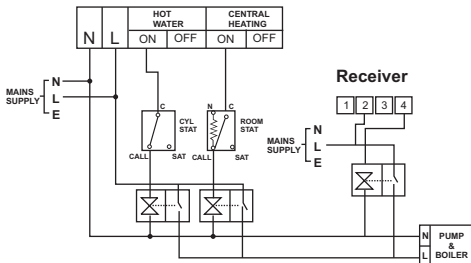 HOT WATER
CENTRAL HEATING
N L ON OFF ON OFF
Receiver
1 2 3 4
MAINS SUPPLY
N
L
E
C
CYL STAT
CALL
SAT
N C
ROOM STAT
CALL
SAT
MAINS SUPPLY
N
L
E
N
L
PUMP & BOILER